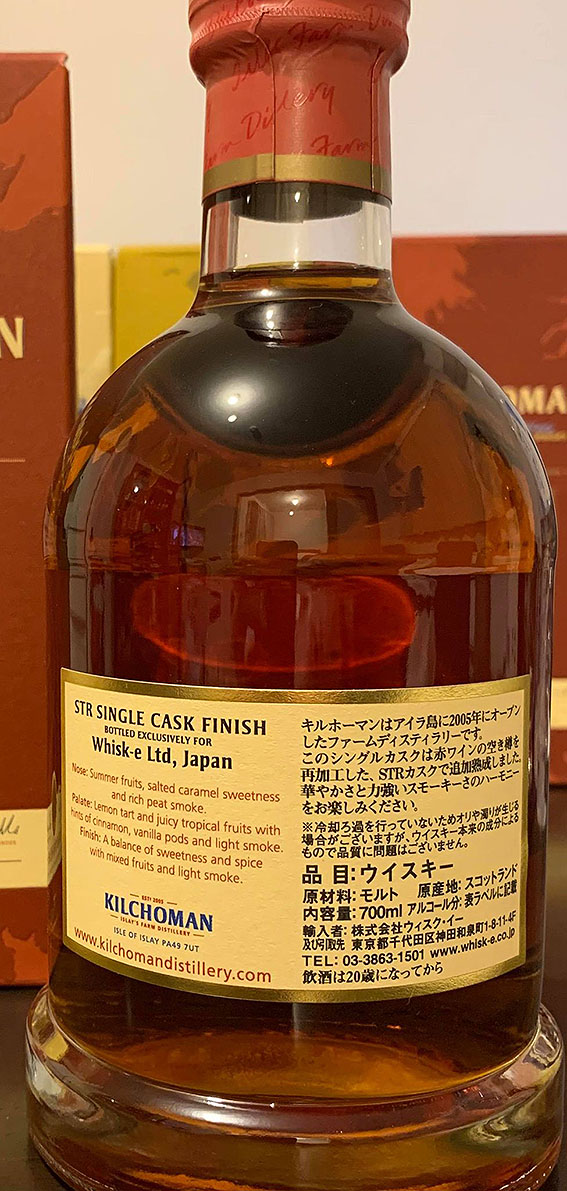 Farm Dis
Distillery
Farm
N
OMA
STR SINGLE CASK FINISH
BOTTLED EXCLUSIVELY FOR
Whisk-e Ltd, Japan
Nose: Summer fruits, salted caramel sweetness
and rich peat smoke.
Palate: Lemon tart and juicy tropical fruits with
hints of cinnamon, vanilla pods and light smoke.
Finish: A balance of sweetness and spice
with mixed fruits and light smoke.
ESTD 2005
KILCHOMAN
ISLAY'S FARM DISTILLERY
ISLE OF ISLAY PA49 7UT
www.kilchomandistillery.com
キルホーマンはアイラ島に2005年にオープン
したファームディスティラリーです。
このシングルカスクは赤ワインの空き樽を
再加工した、STRカスクで追加熟成しました。
華やかさと力強いスモーキーさのハーモニー
をお楽しみください。
※冷却ろ過を行っていないためオリや濁りが生じる
場合がございますが、ウイスキー本来の成分による
もので品質に問題はございません。
品 目:ウイスキー
原材料:モルト 原産地:スコットランド
内容量:700ml アルコール分:表ラベルに記載
輸入者:株式会社ウィスク・イー
及び引取先 東京都千代田区神田和泉町1-8-11-4F
TEL: 03-3863-1501 www.whisk-e.co.jp
飲酒は20歳になってから